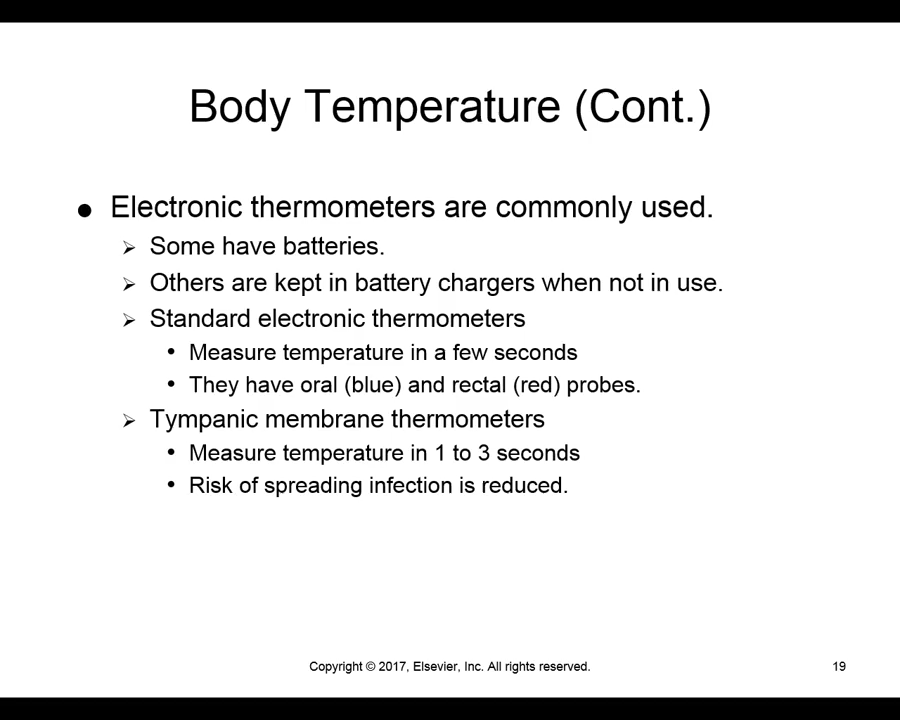 Body Temperature (Cont.)
● Electronic thermometers are commonly used.
➢ Some have batteries.
➢ Others are kept in battery chargers when not in use.
➢ Standard electronic thermometers
• Measure temperature in a few seconds
• They have oral (blue) and rectal (red) probes.
➢ Tympanic membrane thermometers
• Measure temperature in 1 to 3 seconds
• Risk of spreading infection is reduced.
Copyright © 2017, Elsevier, Inc. All rights reserved.
19